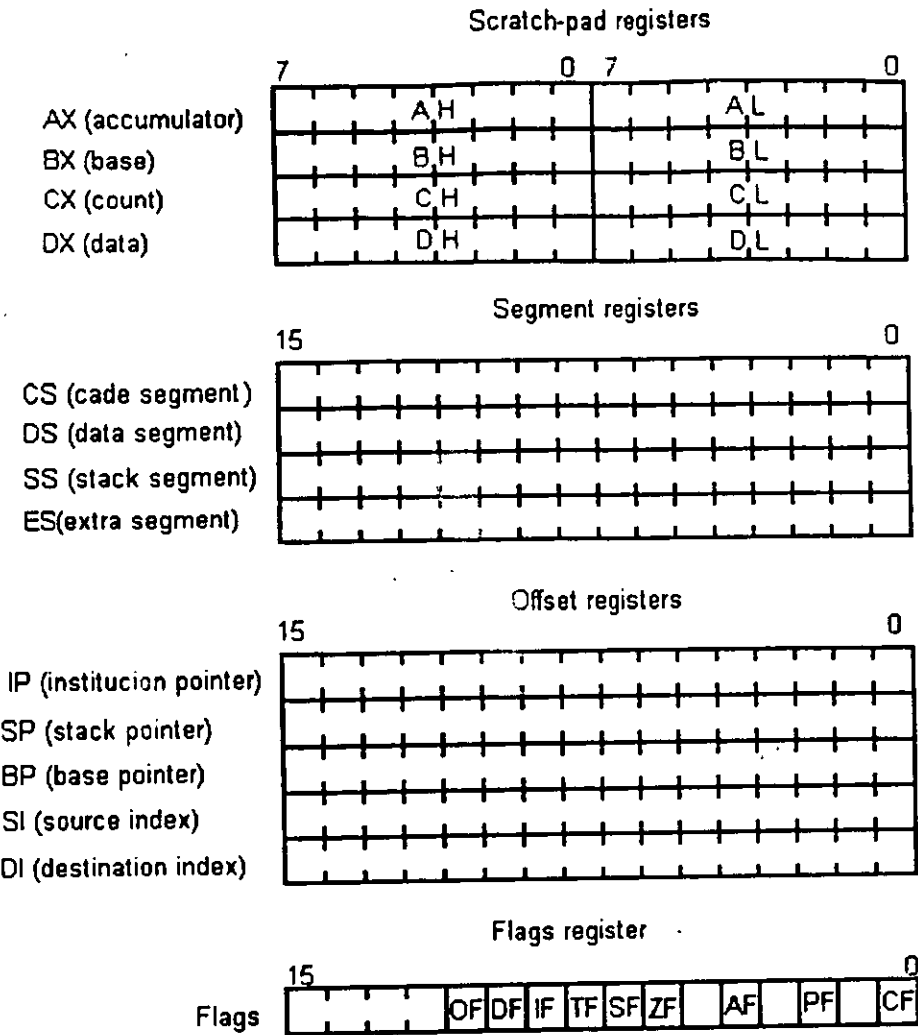 Scratch-pad registers
7 0 7 0
AX (accumulator) AH AL
BX (base) BH BL
CX (count) CH CL
DX (data) DH DL
Segment registers
15 0
CS (cade segment)
DS (data segment)
SS (stack segment)
ES(extra segment)
Offset registers
15 0
IP (institucion pointer)
SP (stack pointer)
BP (base pointer)
SI (source index)
DI (destination index)
Flags register
15 0
Flags OF DF IF TF SF ZF AF PF CF